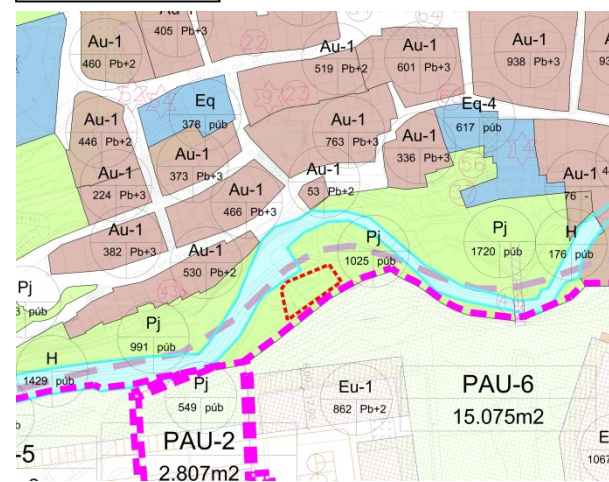 Au-1
405 Pb+3
Au-1
460 Pb+2
Au-1
519 Pb+2
Au-1
601 Pb+3
Au-1
938 Pb+3
Eq
378 púb
Eq-4
617 púb
Au-1
446 Pb+2
Au-1
763 Pb+3
Au-1
336 Pb+3
Au-1
373 Pb+3
Au-1
224 Pb+3
Au-1
466 Pb+3
Au-1
53 Pb+2
Au-1
76
Au-1
382 Pb+3
Au-1
530 Pb+2
Pj
1025 púb
Pj
1720 púb
H
176 púb
Pj
púb
Pj
991 púb
H
1429 púb
Pj
549 púb
Eu-1
862 Pb+2
PAU-6
15.075m2
PAU-2
2.807m2
-5
1067